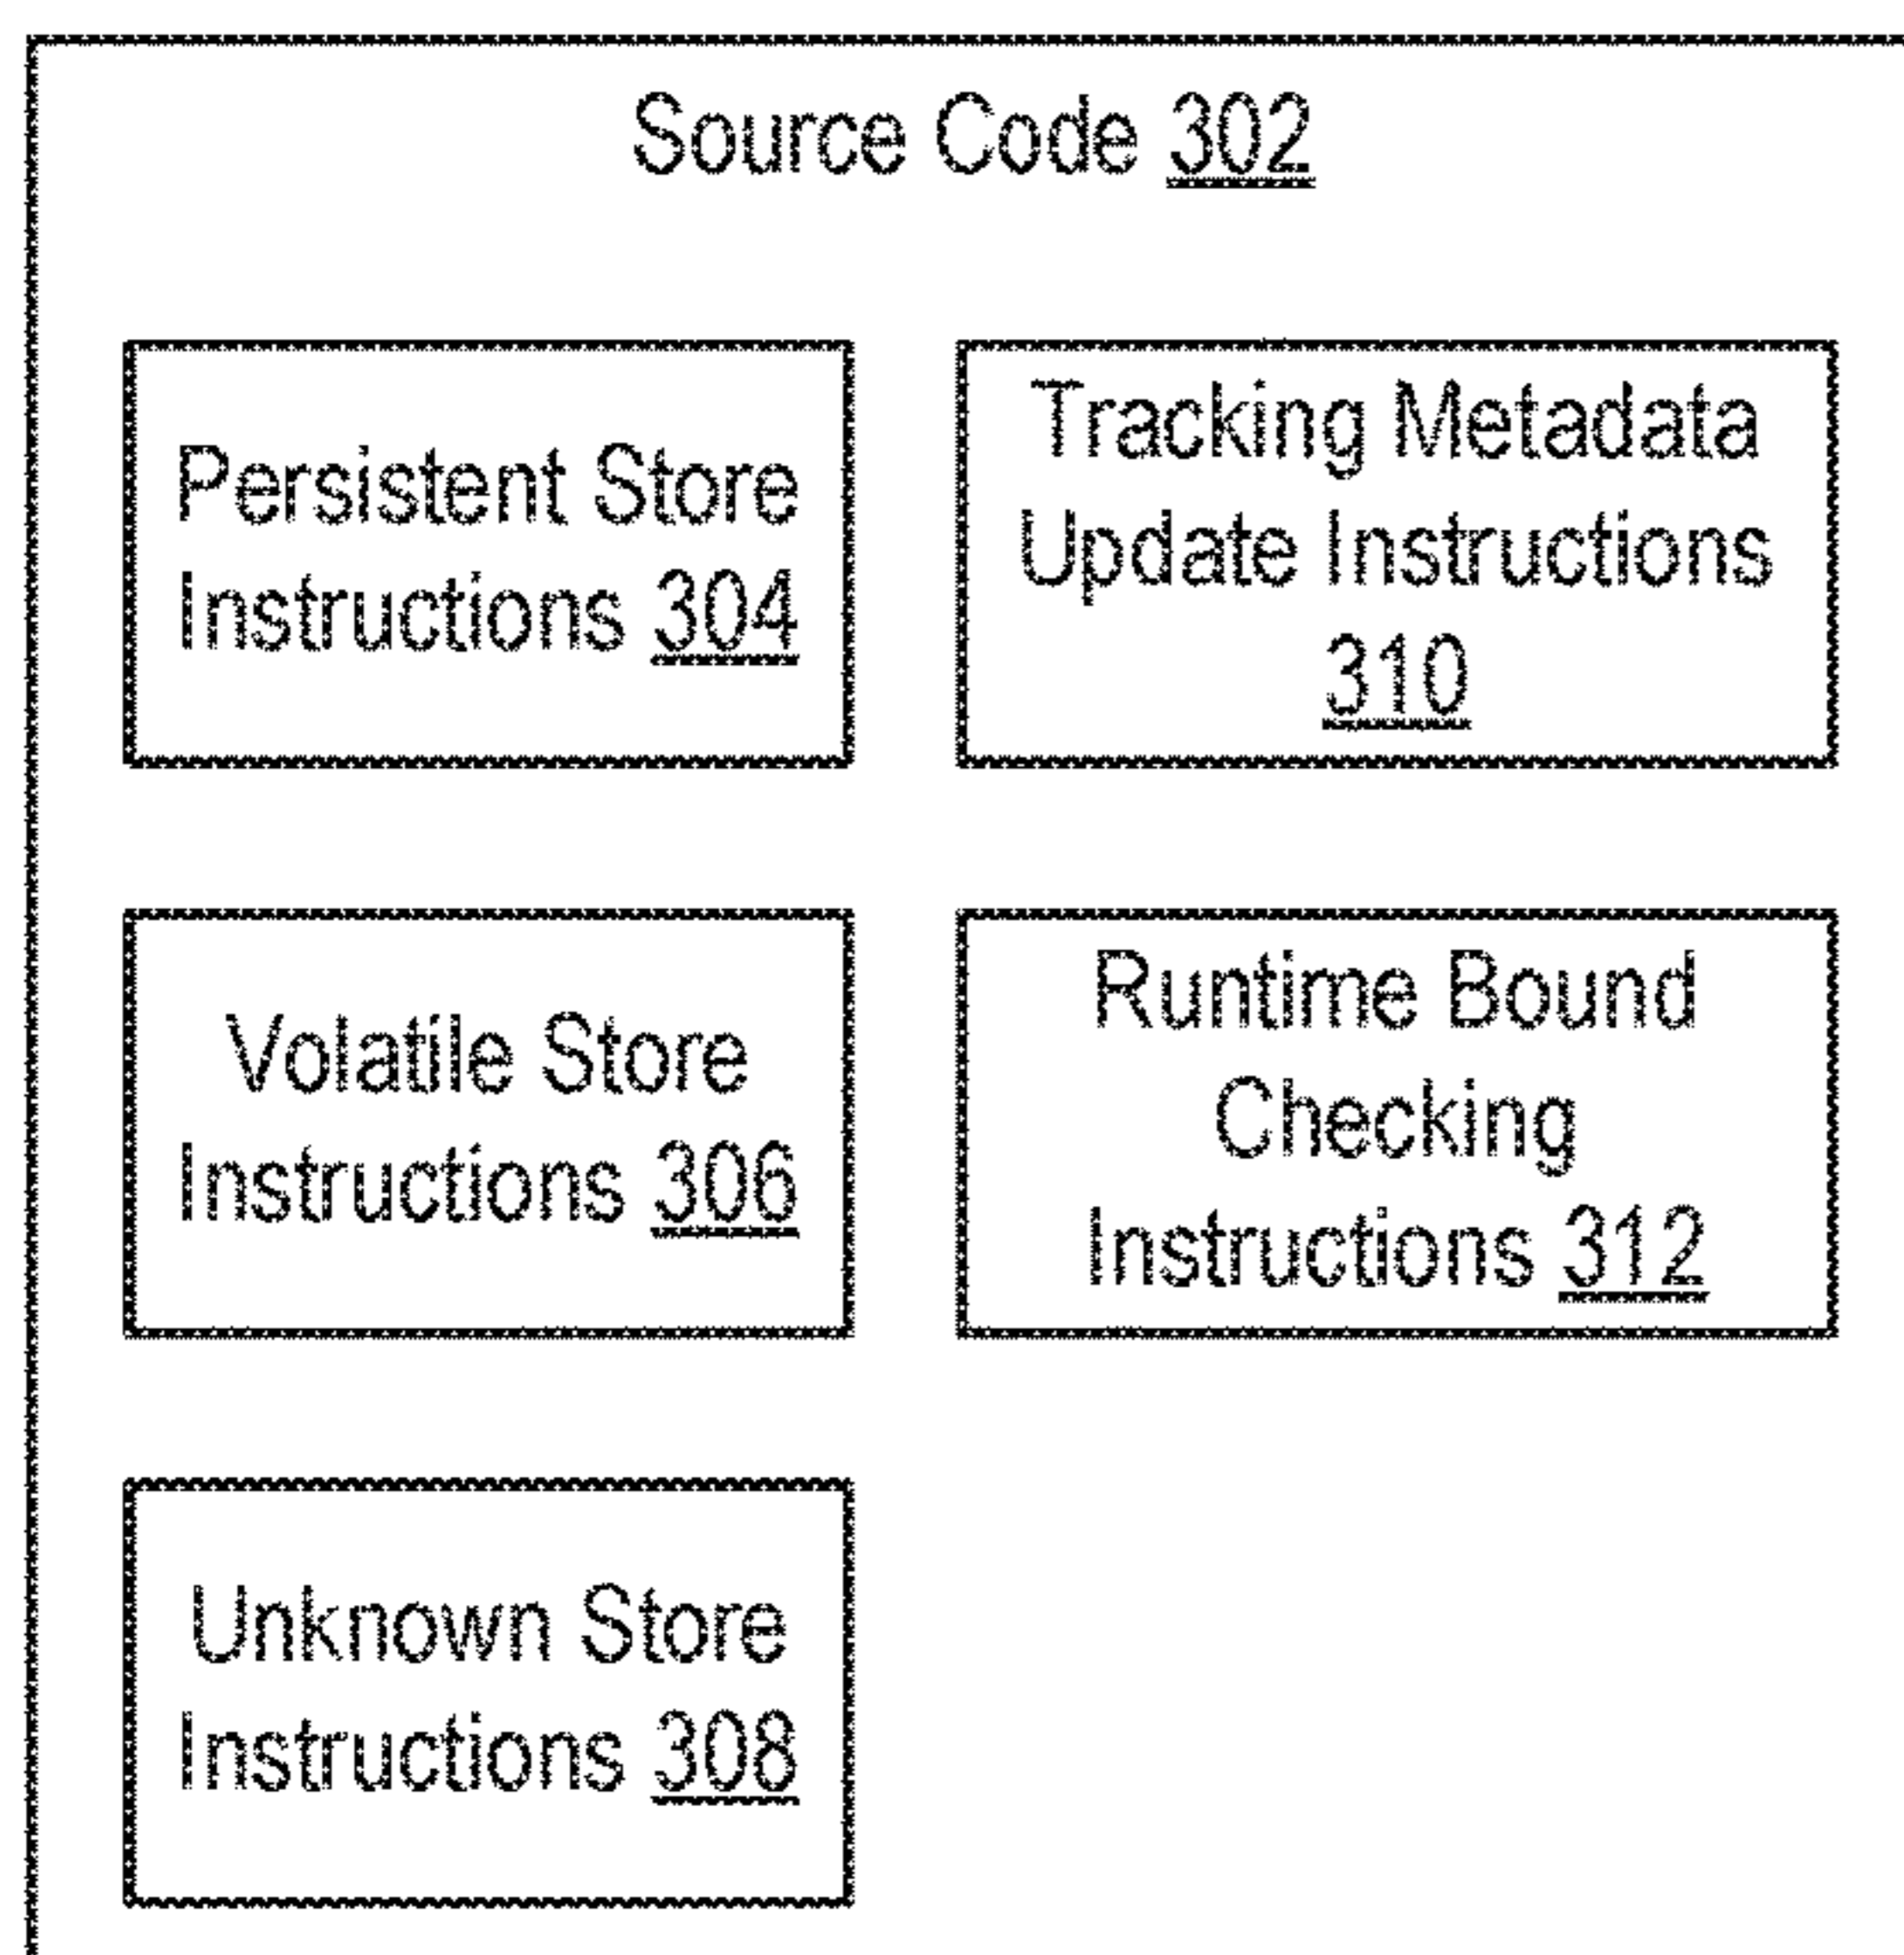 Source Code 302
Persistent Store
Instructions 304
Tracking Metadata
Update Instructions
310
Volatile Store
Instructions 306
Runtime Bound
Checking
Instructions 312
Unknown Store
Instructions 308